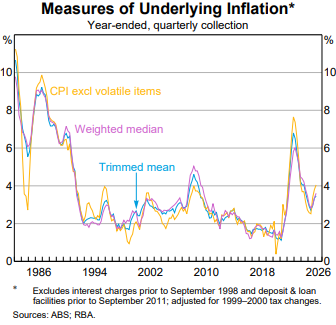 Measures of Underlying Inflation*
Year-ended, quarterly collection
% %
10 10
CPI excl volatile items
8 8
Weighted median
6 6
Trimmed mean
4 4
2 2
0 0
1986 1994 2002 2010 2018 2026
* Excludes interest charges prior to September 1998 and deposit & loan
facilities prior to September 2011; adjusted for 1999–2000 tax changes.
Sources: ABS; RBA.